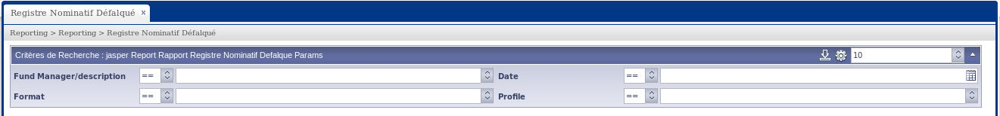 Registre Nominatif Défalqué x
Reporting > Reporting > Registre Nominatif Défalqué
Critères de Recherche : jasper Report Rapport Registre Nominatif Defalque Params 10
Fund Manager/description == Date ==
Format == Profile ==